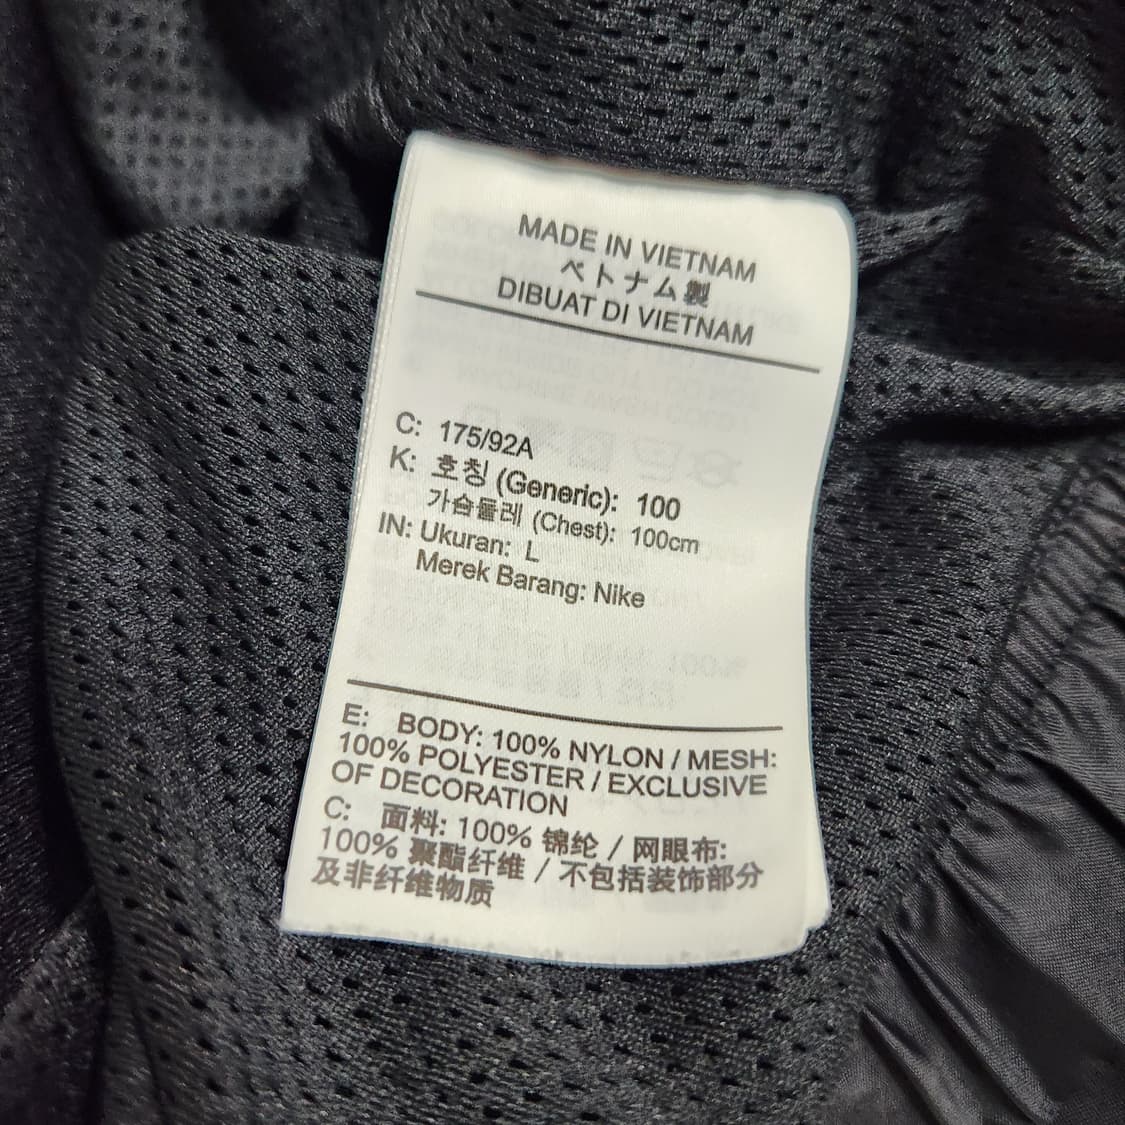 MADE IN VIETNAM
ベトナム製
DIBUAT DI VIETNAM
C: 175/92A
K: 호칭 (Generic): 100
가슴둘레 (Chest): 100cm
IN: Ukuran: L
Merek Barang: Nike
E: BODY: 100% NYLON / MESH:
100% POLYESTER / EXCLUSIVE
OF DECORATION
C: 面料: 100% 锦纶 / 网眼布:
100% 聚酯纤维 / 不包括装饰部分
及非纤维物质